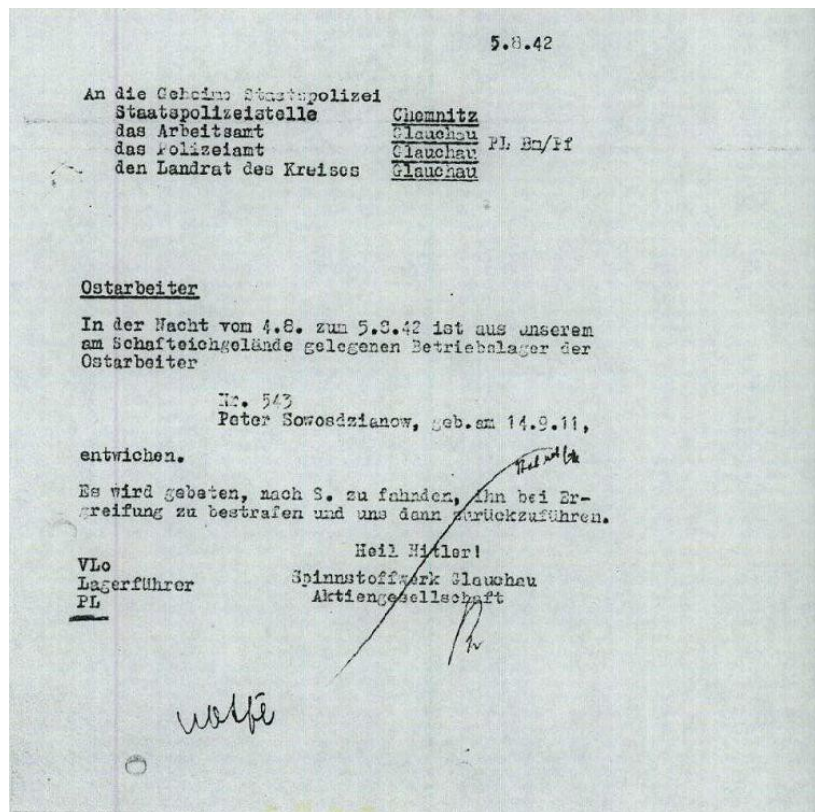 5.8.42
An die Geheime Staatspolizei
Staatspolizeistelle Chemnitz
das Arbeitsamt Glauchau
das Polizeiamt Glauchau PL Bm/Pf
den Landrat des Kreises Glauchau
Ostarbeiter
In der Nacht vom 4.8. zum 5.8.42 ist aus unserem
am Schafteichgelände gelegenen Betriebslager der
Ostarbeiter
Nr. 543
Peter Sowosdzianow, geb.am 14.9.11,
entwichen.
Es wird gebeten, nach S. zu fahnden, ihn bei Er-
greifung zu bestrafen und uns dann zurückzuführen.
Heil Hitler!
VLo
Spinnstoffwerk Glauchau
Lagerführer
Aktiengesellschaft
PL